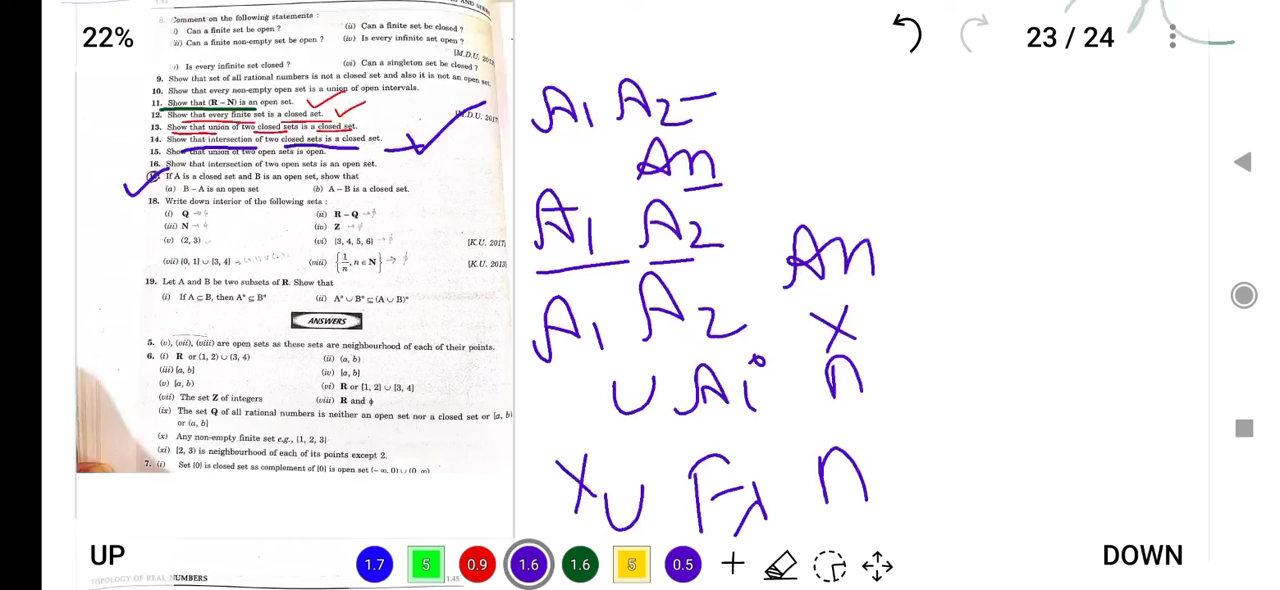 22%
23 / 24
Comment on the following statements :
Can a finite set be open ? (ii) Can a finite set be closed ?
(iii) Can a finite non-empty set be open ? (iv) Is every infinite set open ?
[M.D.U.
Is every infinite set closed ? (vi) Can a singleton set be closed ?
9. Show that set of all rational numbers is not a closed set and also it is not an open set.
10. Show that every non-empty open set is a union of open intervals.
11. Show that (R – N) is an open set.
12. Show that every finite set is a closed set.
13. Show that union of two closed sets is a closed set.
14. Show that intersection of two closed sets is a closed set.
15. Show that union of two open sets is open.
16. Show that intersection of two open sets is an open set.
If A is a closed set and B is an open set, show that
(a) B – A is an open set (b) A – B is a closed set.
18. Write down interior of the following sets :
(i) Q (ii) R – Q → ϕ
(iii) N (iv) Z → ϕ
(v) (2, 3) (vi) {3, 4, 5, 6} → ϕ [K.U. 2017]
(vii) [0, 1] ∪ [3, 4] (viii) {1/n, n ∈ N} → ϕ [K.U. 2013]
19. Let A and B be two subsets of R. Show that
(i) If A ⊆ B, then A° ⊆ B° (ii) A° ∪ B° ⊆ (A ∪ B)°
ANSWERS
5. (v), (vii), (viii) are open sets as these sets are neighbourhood of each of their points.
6. (i) R or (1, 2) ∪ (3, 4) (ii) (a, b)
(iii) [a, b] (iv) [a, b]
(v) [a, b) (vi) R or [1, 2] ∪ [3, 4]
(vii) The set Z of integers (viii) R and ϕ
(ix) The set Q of all rational numbers is neither an open set nor a closed set or [a, b)
or (a, b]
(x) Any non-empty finite set e.g., {1, 2, 3}
(xi) [2, 3) is neighbourhood of each of its points except 2.
7. (i) Set {0} is closed set as complement of {0} is open set (– ∞, 0) ∪ (0, ∞)
A1 A2 –
An
A1 A2
An
A1 A2 x
∪ Ai n
x ∪ Fλ n
UP
1.7 5 0.9 1.6 1.6 5 0.5
DOWN
TOPOLOGY OF REAL NUMBERS 1.45